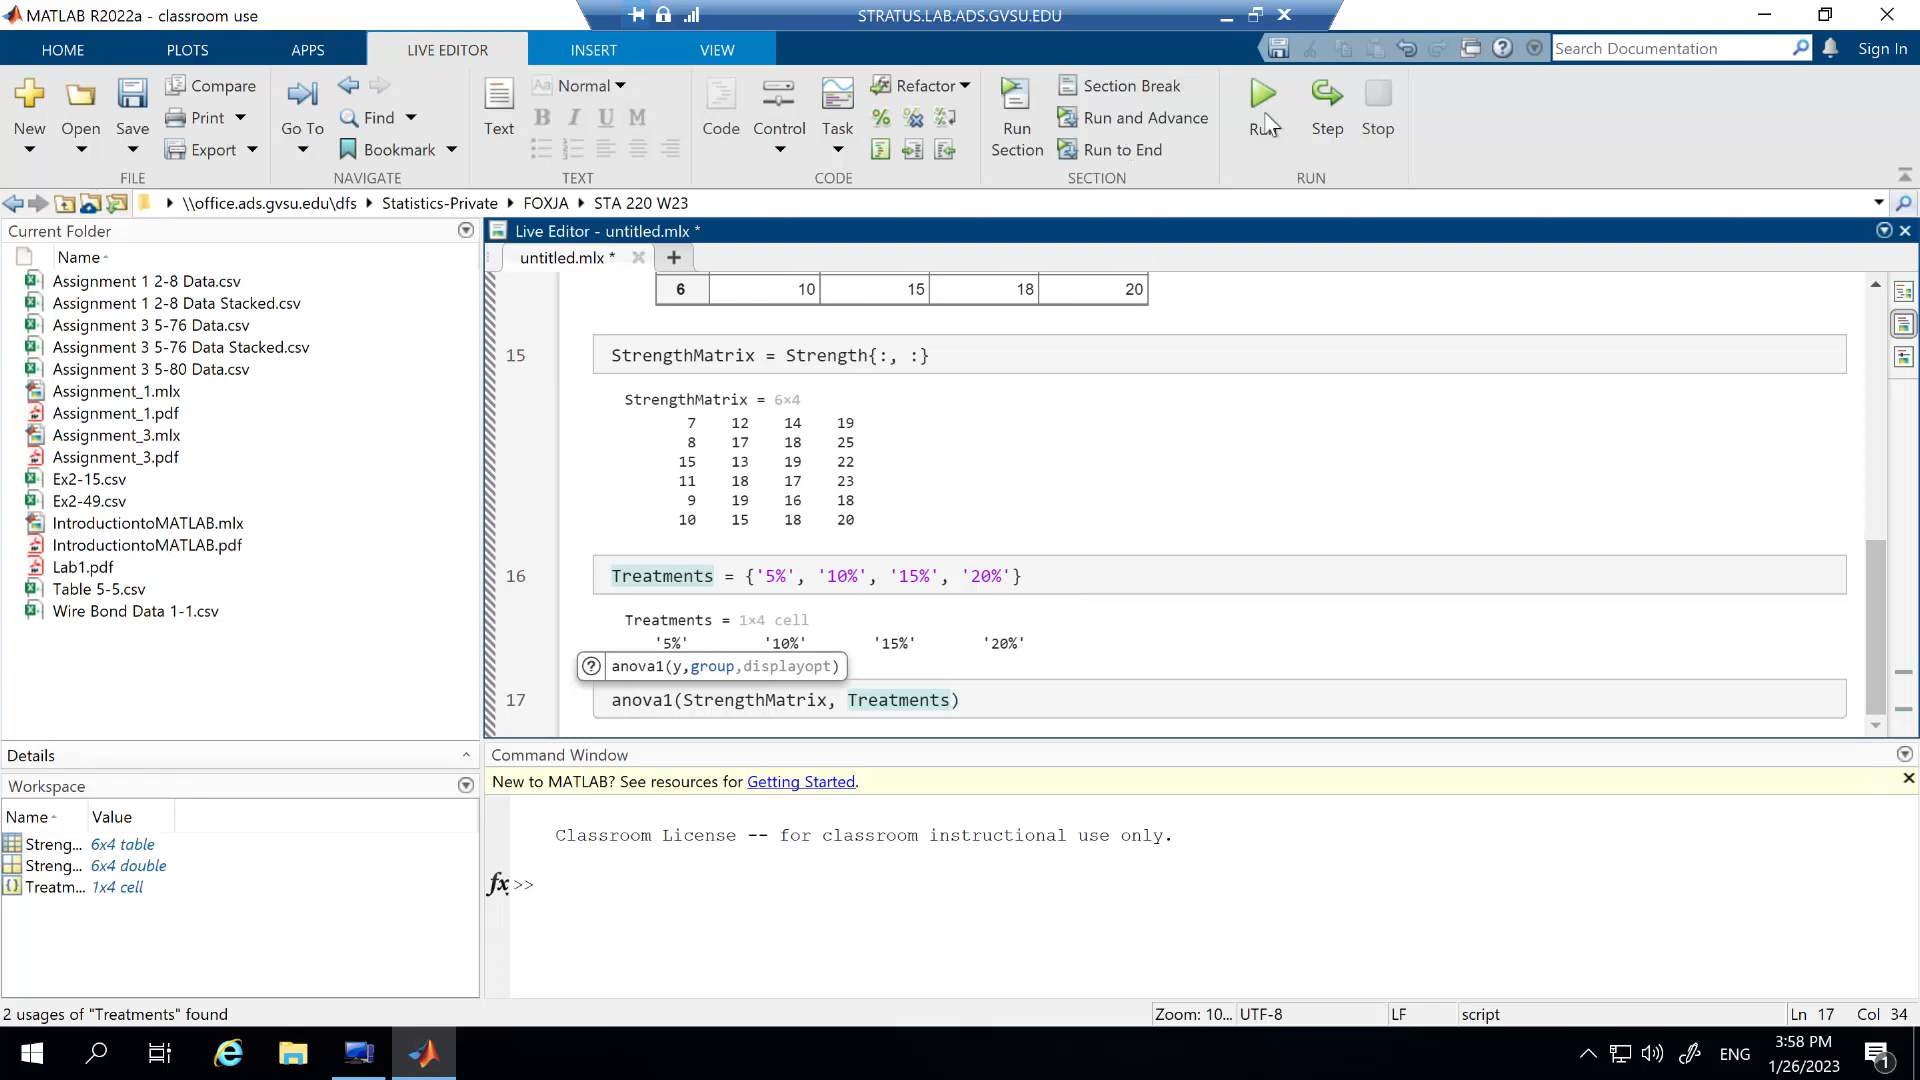 MATLAB R2022a - classroom use
STRATUS.LAB.ADS.GVSU.EDU
HOME PLOTS APPS LIVE EDITOR INSERT VIEW
Search Documentation
Sign In
New Open Save
Compare
Print
Export
FILE
Go To
Find
Bookmark
NAVIGATE
Text
Aa Normal
B I U M
TEXT
Code Control Task
Refactor
CODE
Run Section
Section Break
Run and Advance
Run to End
SECTION
Run Step Stop
RUN
\\office.ads.gvsu.edu\dfs Statistics-Private FOXJA STA 220 W23
Current Folder
Name
Assignment 1 2-8 Data.csv
Assignment 1 2-8 Data Stacked.csv
Assignment 3 5-76 Data.csv
Assignment 3 5-76 Data Stacked.csv
Assignment 3 5-80 Data.csv
Assignment_1.mlx
Assignment_1.pdf
Assignment_3.mlx
Assignment_3.pdf
Ex2-15.csv
Ex2-49.csv
IntroductiontoMATLAB.mlx
IntroductiontoMATLAB.pdf
Lab1.pdf
Table 5-5.csv
Wire Bond Data 1-1.csv
Details
Workspace
Name Value
Streng... 6x4 table
Streng... 6x4 double
Treatm... 1x4 cell
Live Editor - untitled.mlx *
untitled.mlx *
6 10 15 18 20
15 StrengthMatrix = Strength{:, :}
StrengthMatrix = 6×4
7 12 14 19
8 17 18 25
15 13 19 22
11 18 17 23
9 19 16 18
10 15 18 20
16 Treatments = {'5%', '10%', '15%', '20%'}
Treatments = 1×4 cell
'5%' '10%' '15%' '20%'
anova1(y,group,displayopt)
17 anova1(StrengthMatrix, Treatments)
Command Window
New to MATLAB? See resources for Getting Started.
Classroom License -- for classroom instructional use only.
fx >>
2 usages of "Treatments" found
Zoom: 10... UTF-8 LF script Ln 17 Col 34
ENG
3:58 PM
1/26/2023
1